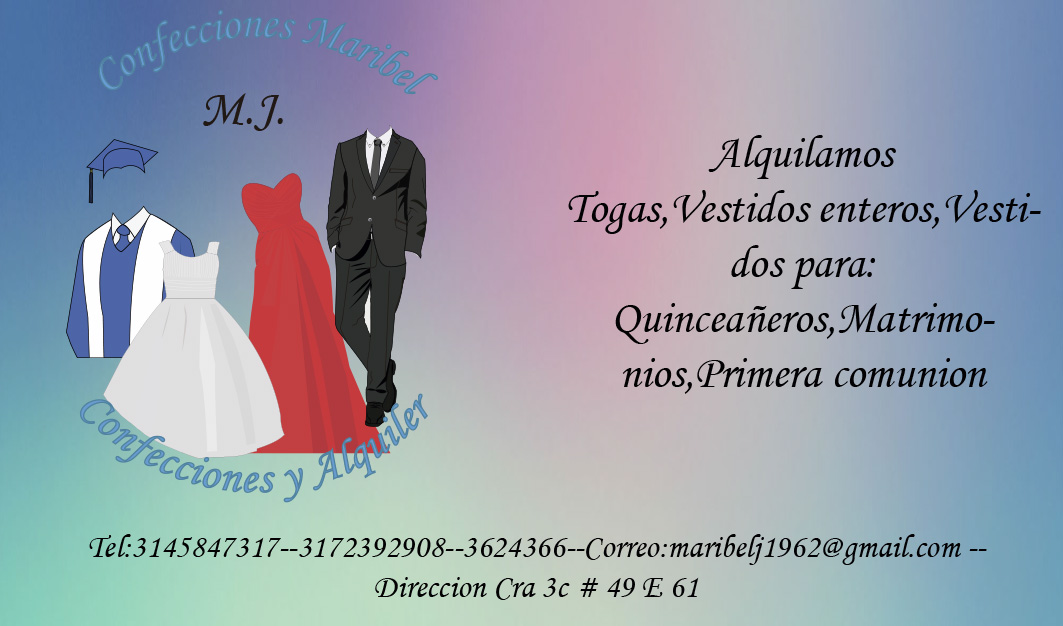 Confecciones Maribel
M.J.
Alquilamos
Togas,Vestidos enteros,Vesti-
dos para:
Quinceañeros,Matrimo-
nios,Primera comunion
Confecciones y Alquiler
Tel:3145847317--3172392908--3624366--Correo:maribelj1962@gmail.com --
Direccion Cra 3c # 49 E 61